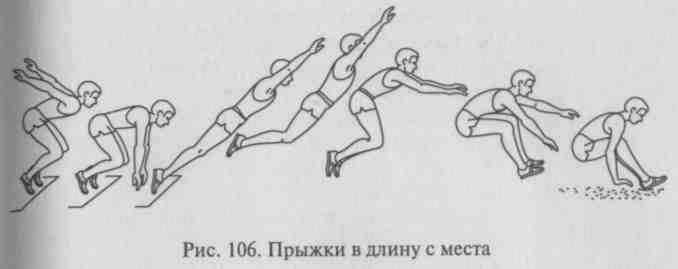 Рис. 106. Прыжки в длину с места